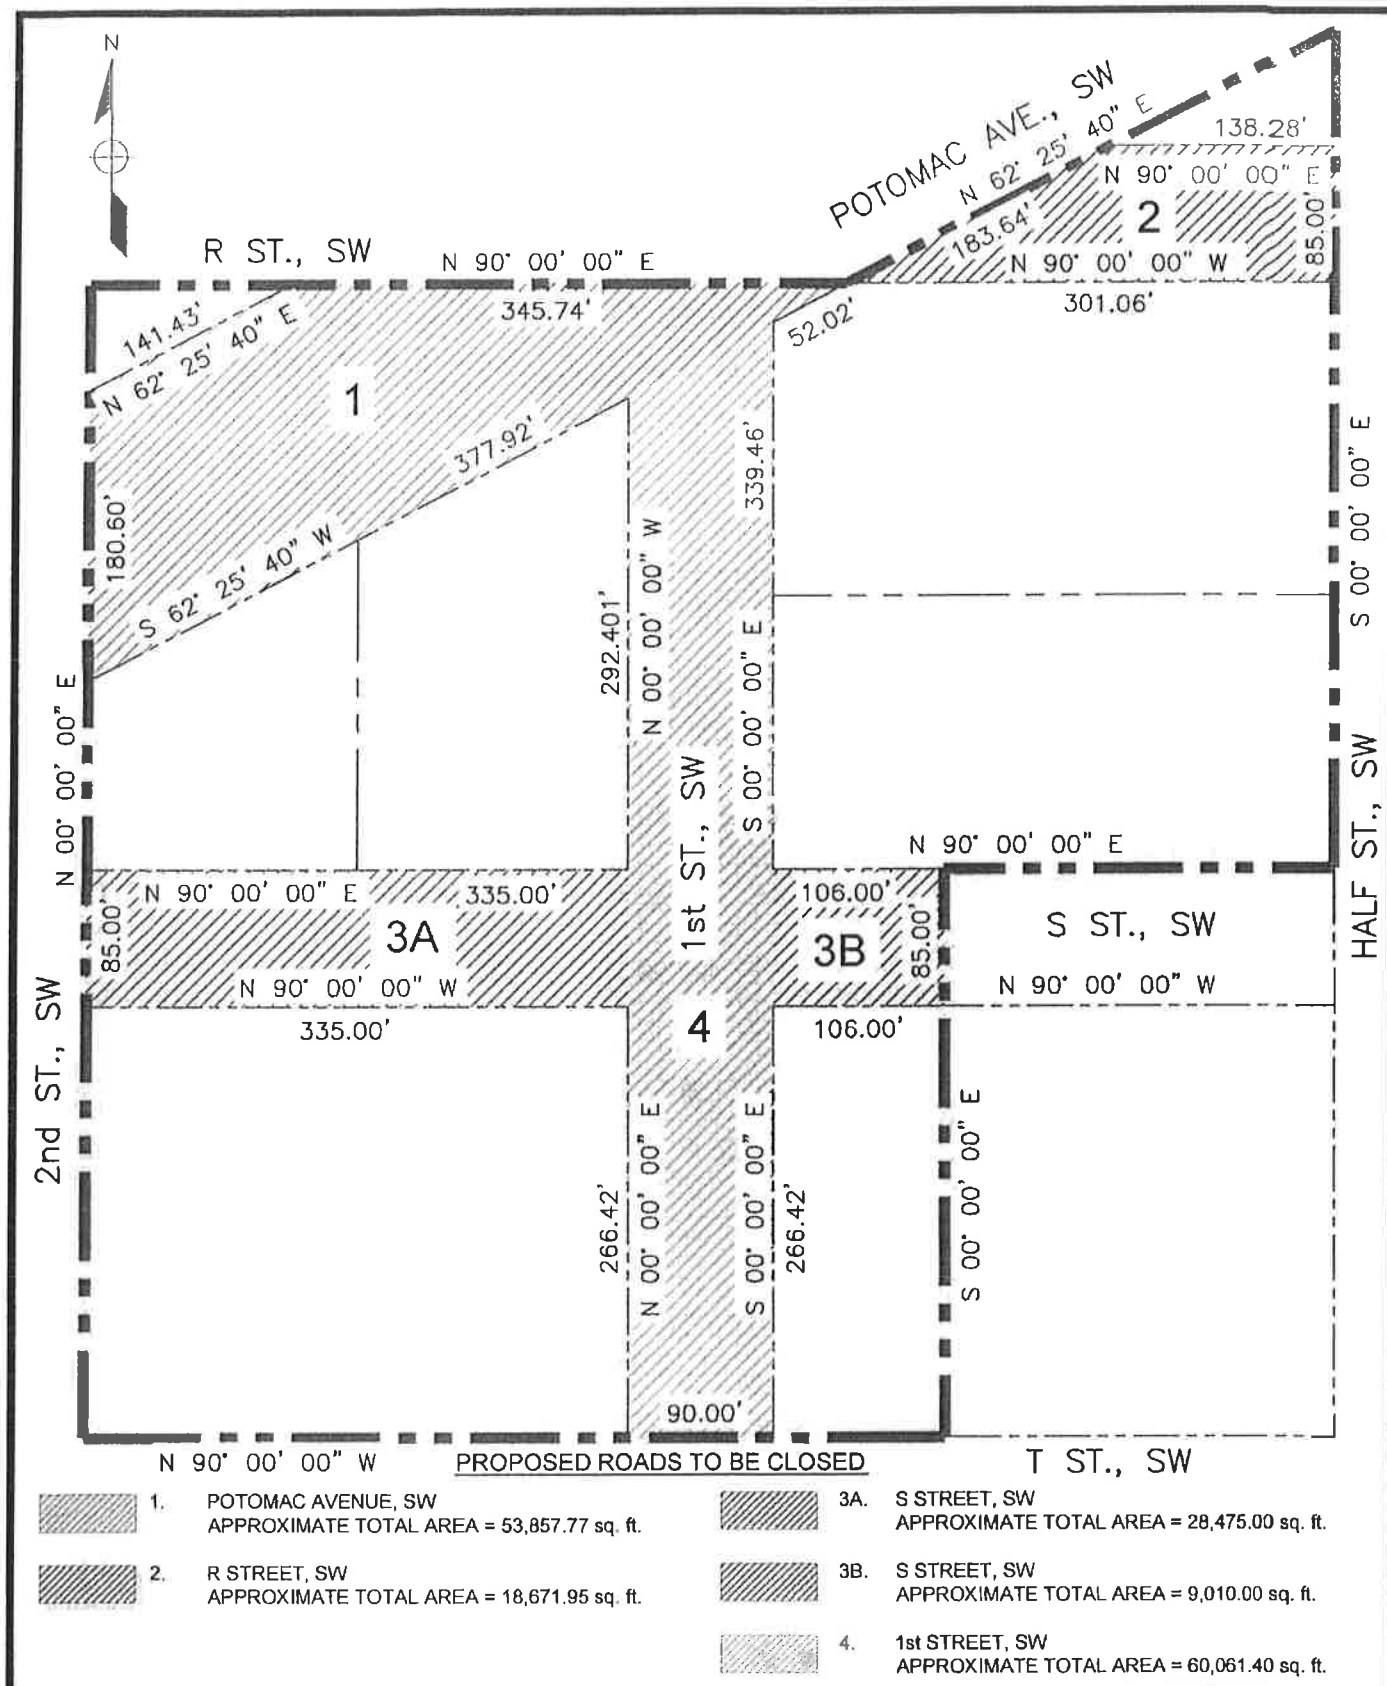 N
POTOMAC AVE., SW
N 62° 25' 40" E
138.28'
N 90° 00' 00" E
2
183.64'
85.00'
N 90° 00' 00" W
301.06'
R ST., SW
N 90° 00' 00" E
345.74'
52.02'
141.43'
N 62° 25' 40" E
1
377.92'
180.60'
S 62° 25' 40" W
339.46'
N 00° 00' 00" W
292.401'
S 00° 00' 00" E
S 00° 00' 00" E
N 00° 00' 00" E
1st ST., SW
HALF ST., SW
N 90° 00' 00" E
N 90° 00' 00" E
335.00'
106.00'
85.00'
3A
3B
85.00'
S ST., SW
N 90° 00' 00" W
N 90° 00' 00" W
335.00'
4
106.00'
2nd ST., SW
266.42'
N 00° 00' 00" E
S 00° 00' 00" E
266.42'
S 00° 00' 00" E
90.00'
N 90° 00' 00" W
T ST., SW
PROPOSED ROADS TO BE CLOSED
1. POTOMAC AVENUE, SW
APPROXIMATE TOTAL AREA = 53,857.77 sq. ft.
2. R STREET, SW
APPROXIMATE TOTAL AREA = 18,671.95 sq. ft.
3A. S STREET, SW
APPROXIMATE TOTAL AREA = 28,475.00 sq. ft.
3B. S STREET, SW
APPROXIMATE TOTAL AREA = 9,010.00 sq. ft.
4. 1st STREET, SW
APPROXIMATE TOTAL AREA = 60,061.40 sq. ft.